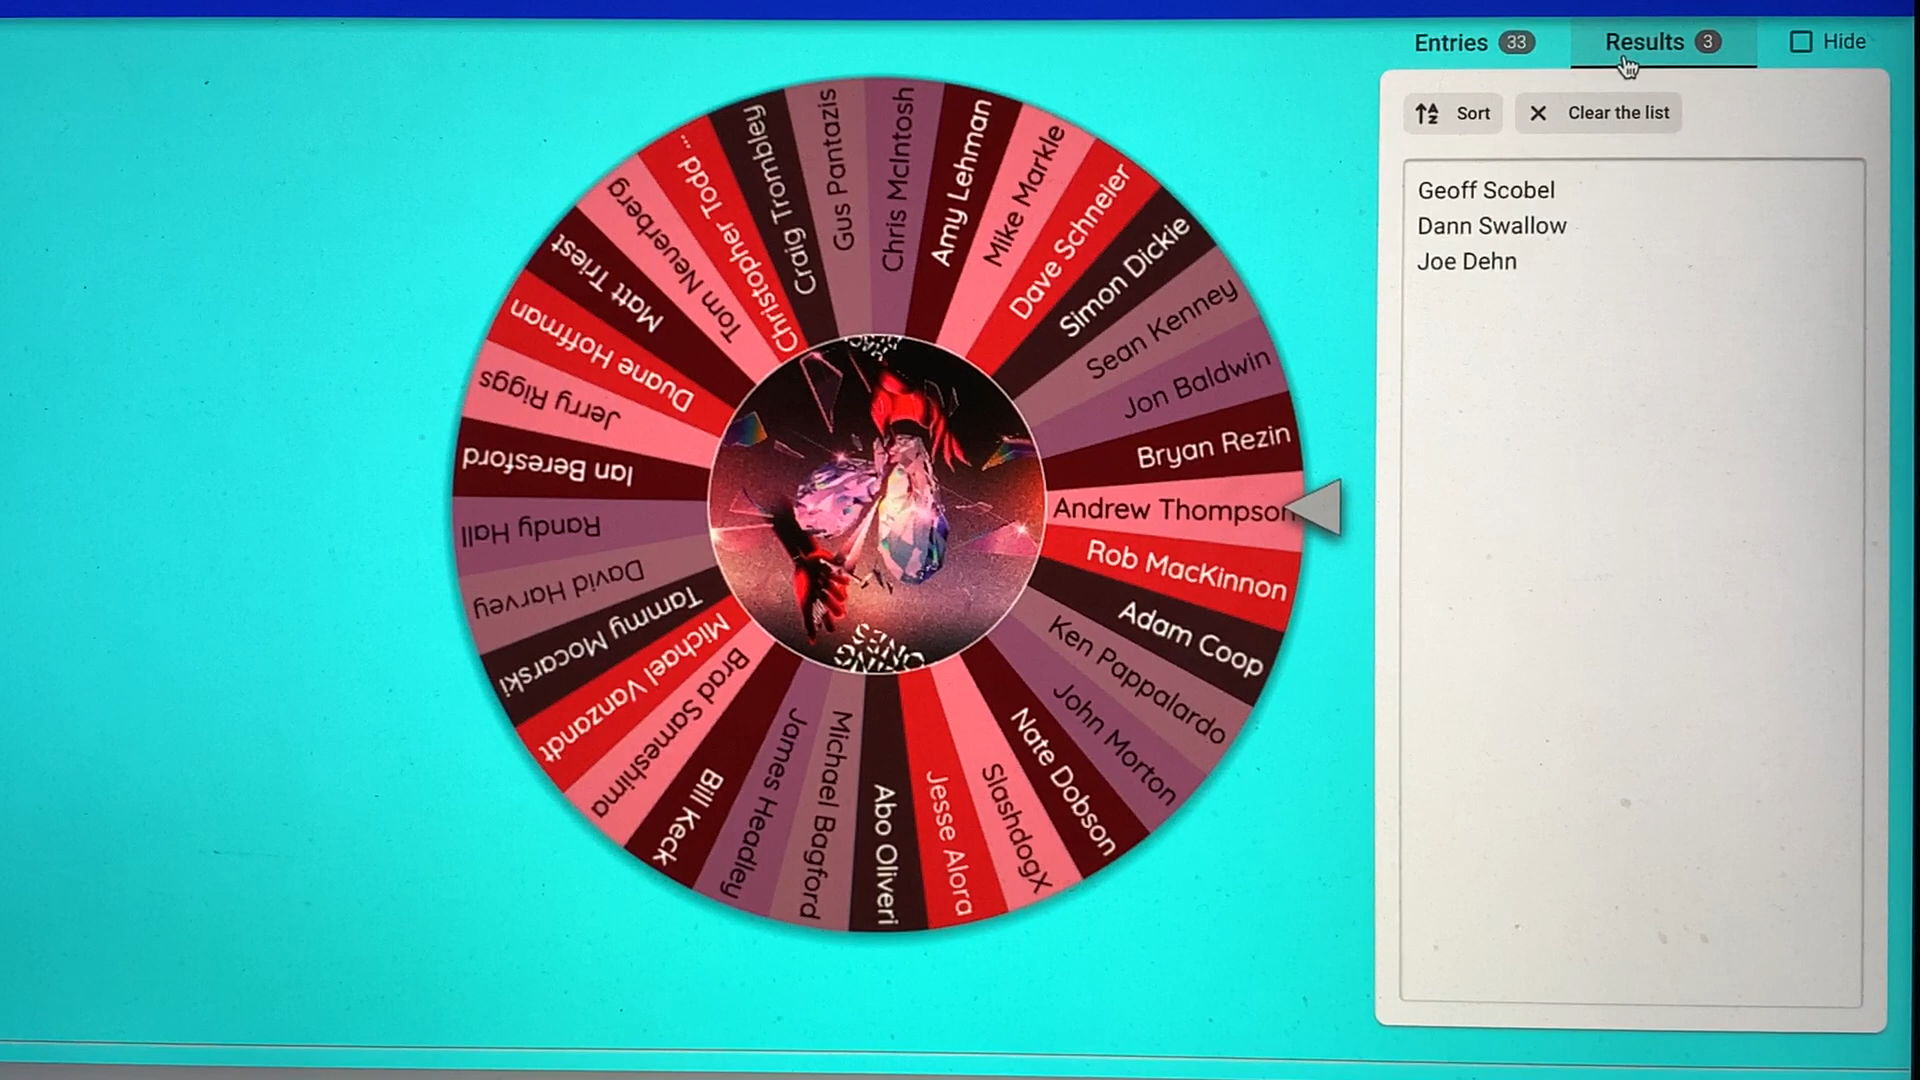 Entries 33
Results 3
Hide
Sort
Clear the list
Geoff Scobel
Dann Swallow
Joe Dehn
Gus Pantazis
Chris McIntosh
Amy Lehman
Mike Markle
Dave Schneier
Simon Dickie
Sean Kenney
Jon Baldwin
Bryan Rezin
Andrew Thompson
Rob MacKinnon
Adam Coop
Ken Pappalardo
John Morton
Nate Dobson
SlashdogX
Jesse Alora
Abo Oliveri
Michael Bagford
James Headley
Bill Keck
Brad Sameshima
Michael Vanzandt
Tammy Mocarski
David Harvey
Randy Hall
Ian Beresford
Jerry Riggs
Duane Hoffman
Matt Triest
Tom Neuerberg
Christopher Todd ...
Craig Trombley